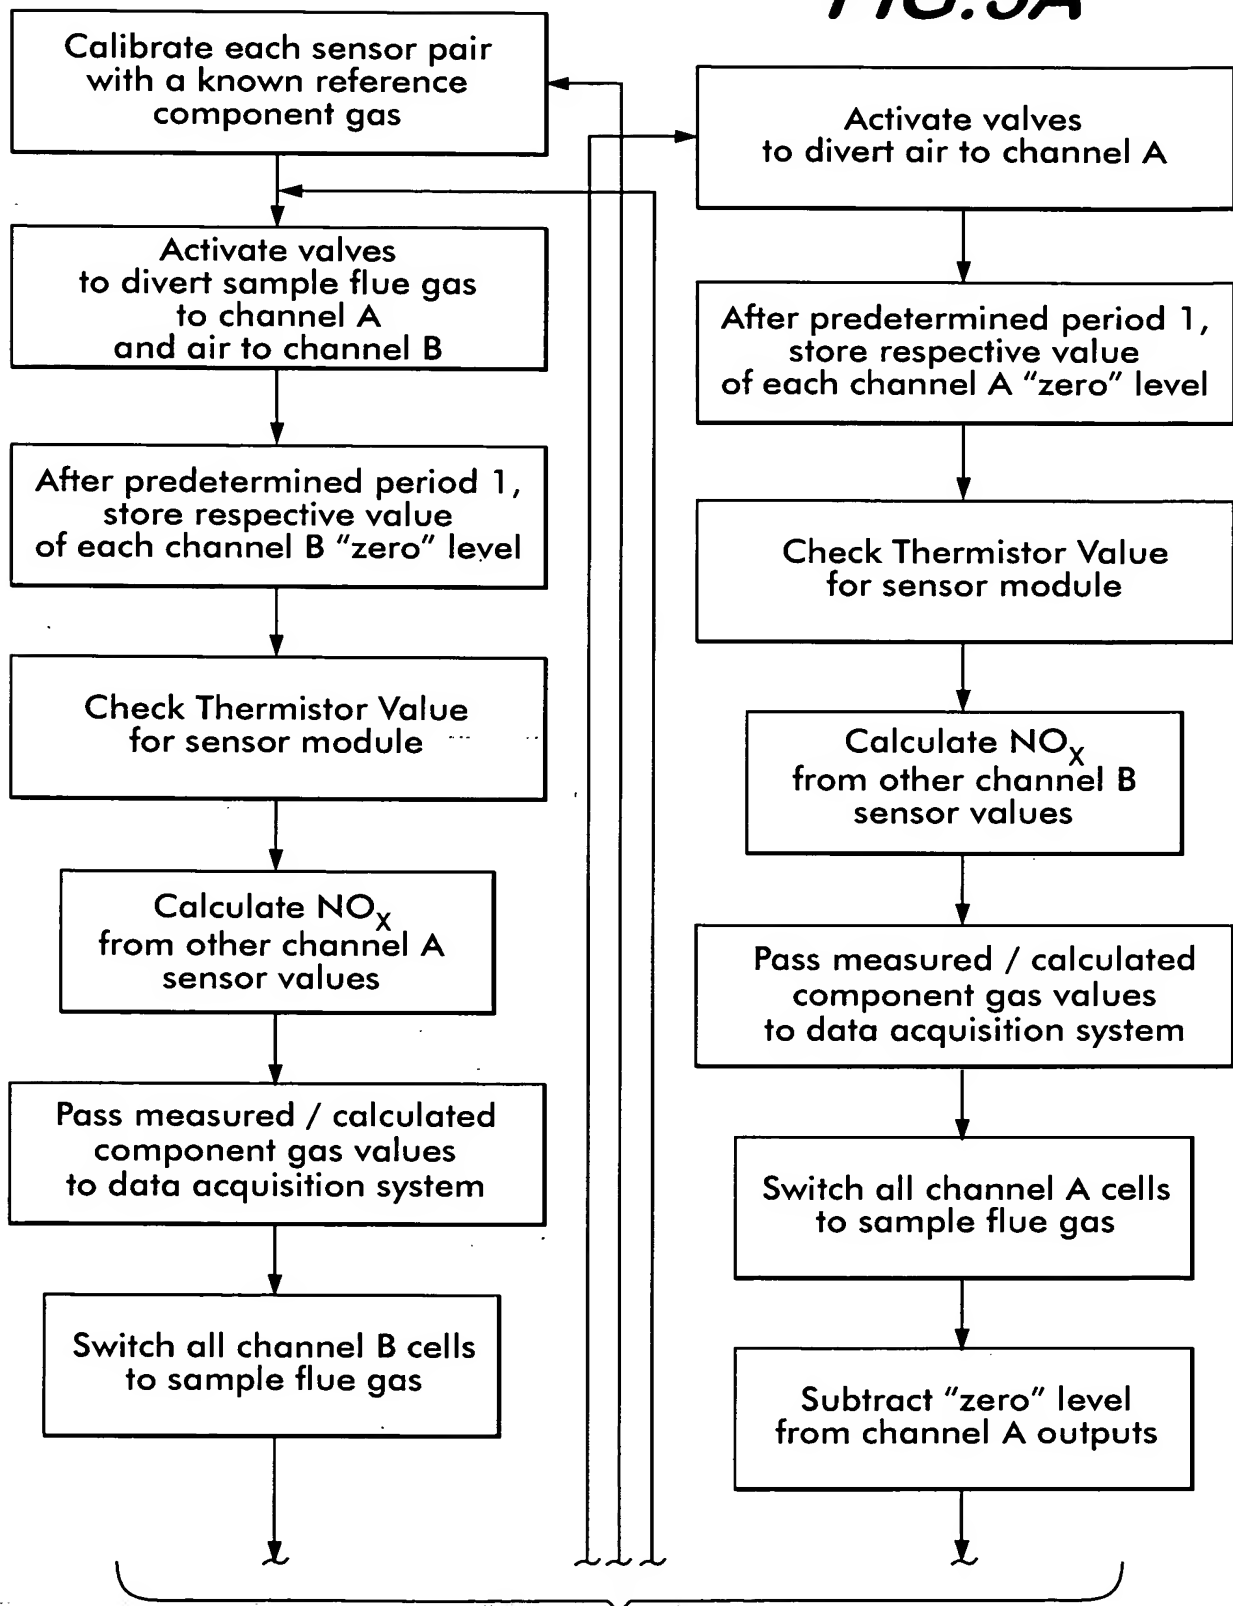 FIG. 5A
Calibrate each sensor pair
with a known reference
component gas
Activate valves
to divert sample flue gas
to channel A
and air to channel B
After predetermined period 1,
store respective value
of each channel B "zero" level
Check Thermistor Value
for sensor module
Calculate NOX
from other channel A
sensor values
Pass measured / calculated
component gas values
to data acquisition system
Switch all channel B cells
to sample flue gas
Activate valves
to divert air to channel A
After predetermined period 1,
store respective value
of each channel A "zero" level
Check Thermistor Value
for sensor module
Calculate NOX
from other channel B
sensor values
Pass measured / calculated
component gas values
to data acquisition system
Switch all channel A cells
to sample flue gas
Subtract "zero" level
from channel A outputs